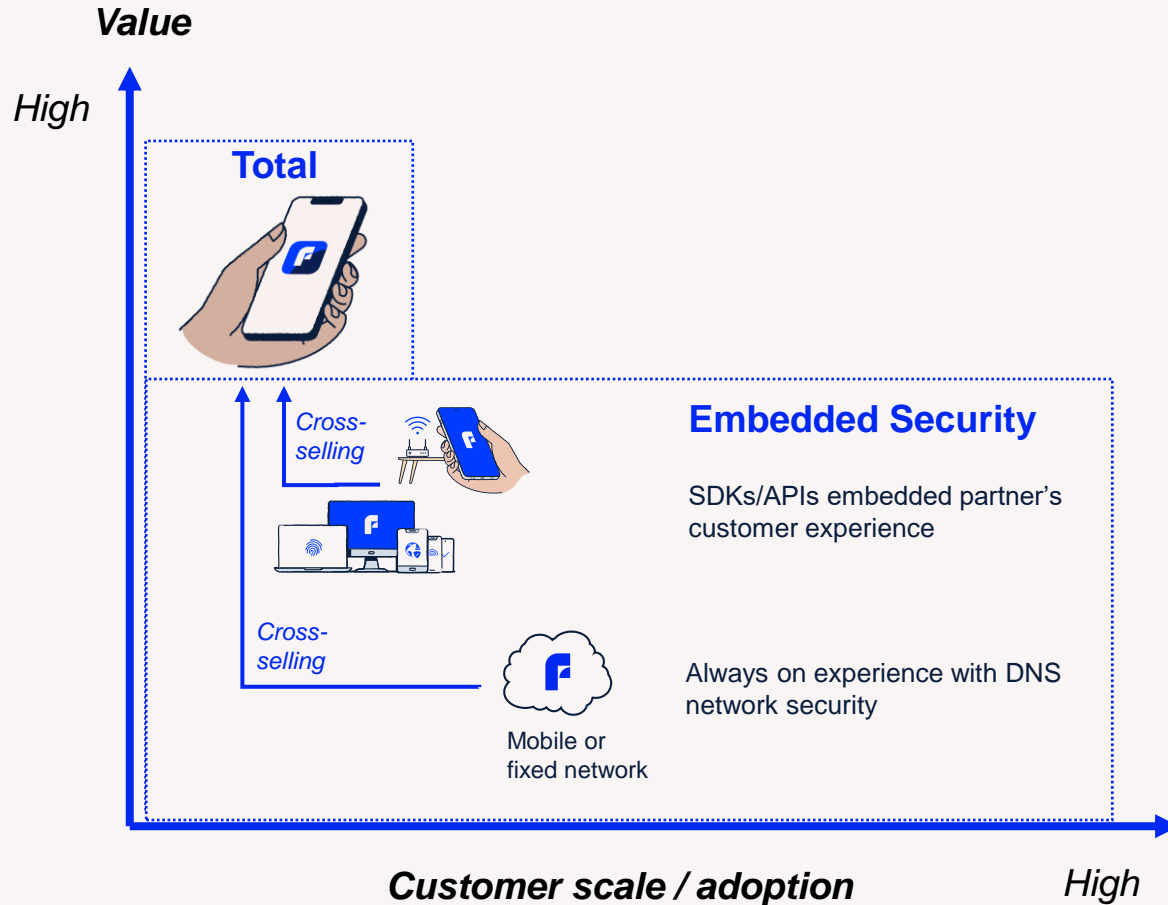 Value
High
Total
Cross-
selling
Embedded Security
SDKs/APIs embedded partner's
customer experience
Cross-
selling
Always on experience with DNS
network security
Mobile or
fixed network
Customer scale / adoption
High